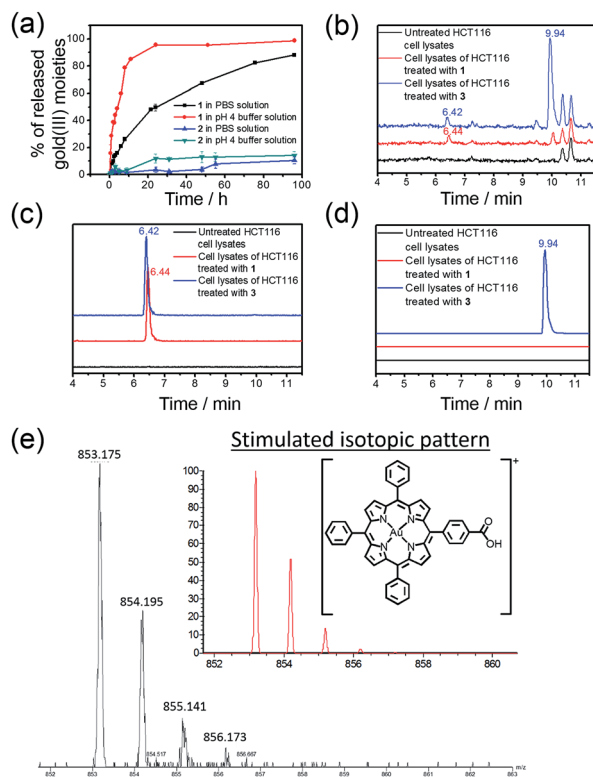 (a)
% of released
gold(III) moieties
100
80
60
40
20
0
1 in PBS solution
1 in pH 4 buffer solution
2 in PBS solution
2 in pH 4 buffer solution
0 20 40 60 80 100
Time / h
(b)
Untreated HCT116
cell lysates
Cell lysates of HCT116
treated with 1
Cell lysates of HCT116
treated with 3
9.94
6.42
6.44
4 5 6 7 8 9 10 11
Time / min
(c)
6.42
6.44
Untreated HCT116
cell lysates
Cell lysates of HCT116
treated with 1
Cell lysates of HCT116
treated with 3
4 5 6 7 8 9 10 11
Time / min
(d)
Untreated HCT116
cell lysates
Cell lysates of HCT116
treated with 1
Cell lysates of HCT116
treated with 3
9.94
4 5 6 7 8 9 10 11
Time / min
(e)
853.175
854.195
855.141
856.173
854.517
856.667
852 853 854 855 856 857 858 859 860 861 862 863 m/z
Stimulated isotopic pattern
100
90
80
70
60
50
40
30
20
10
0
852 854 856 858 860
+
N
N
Au
N
N
O
OH